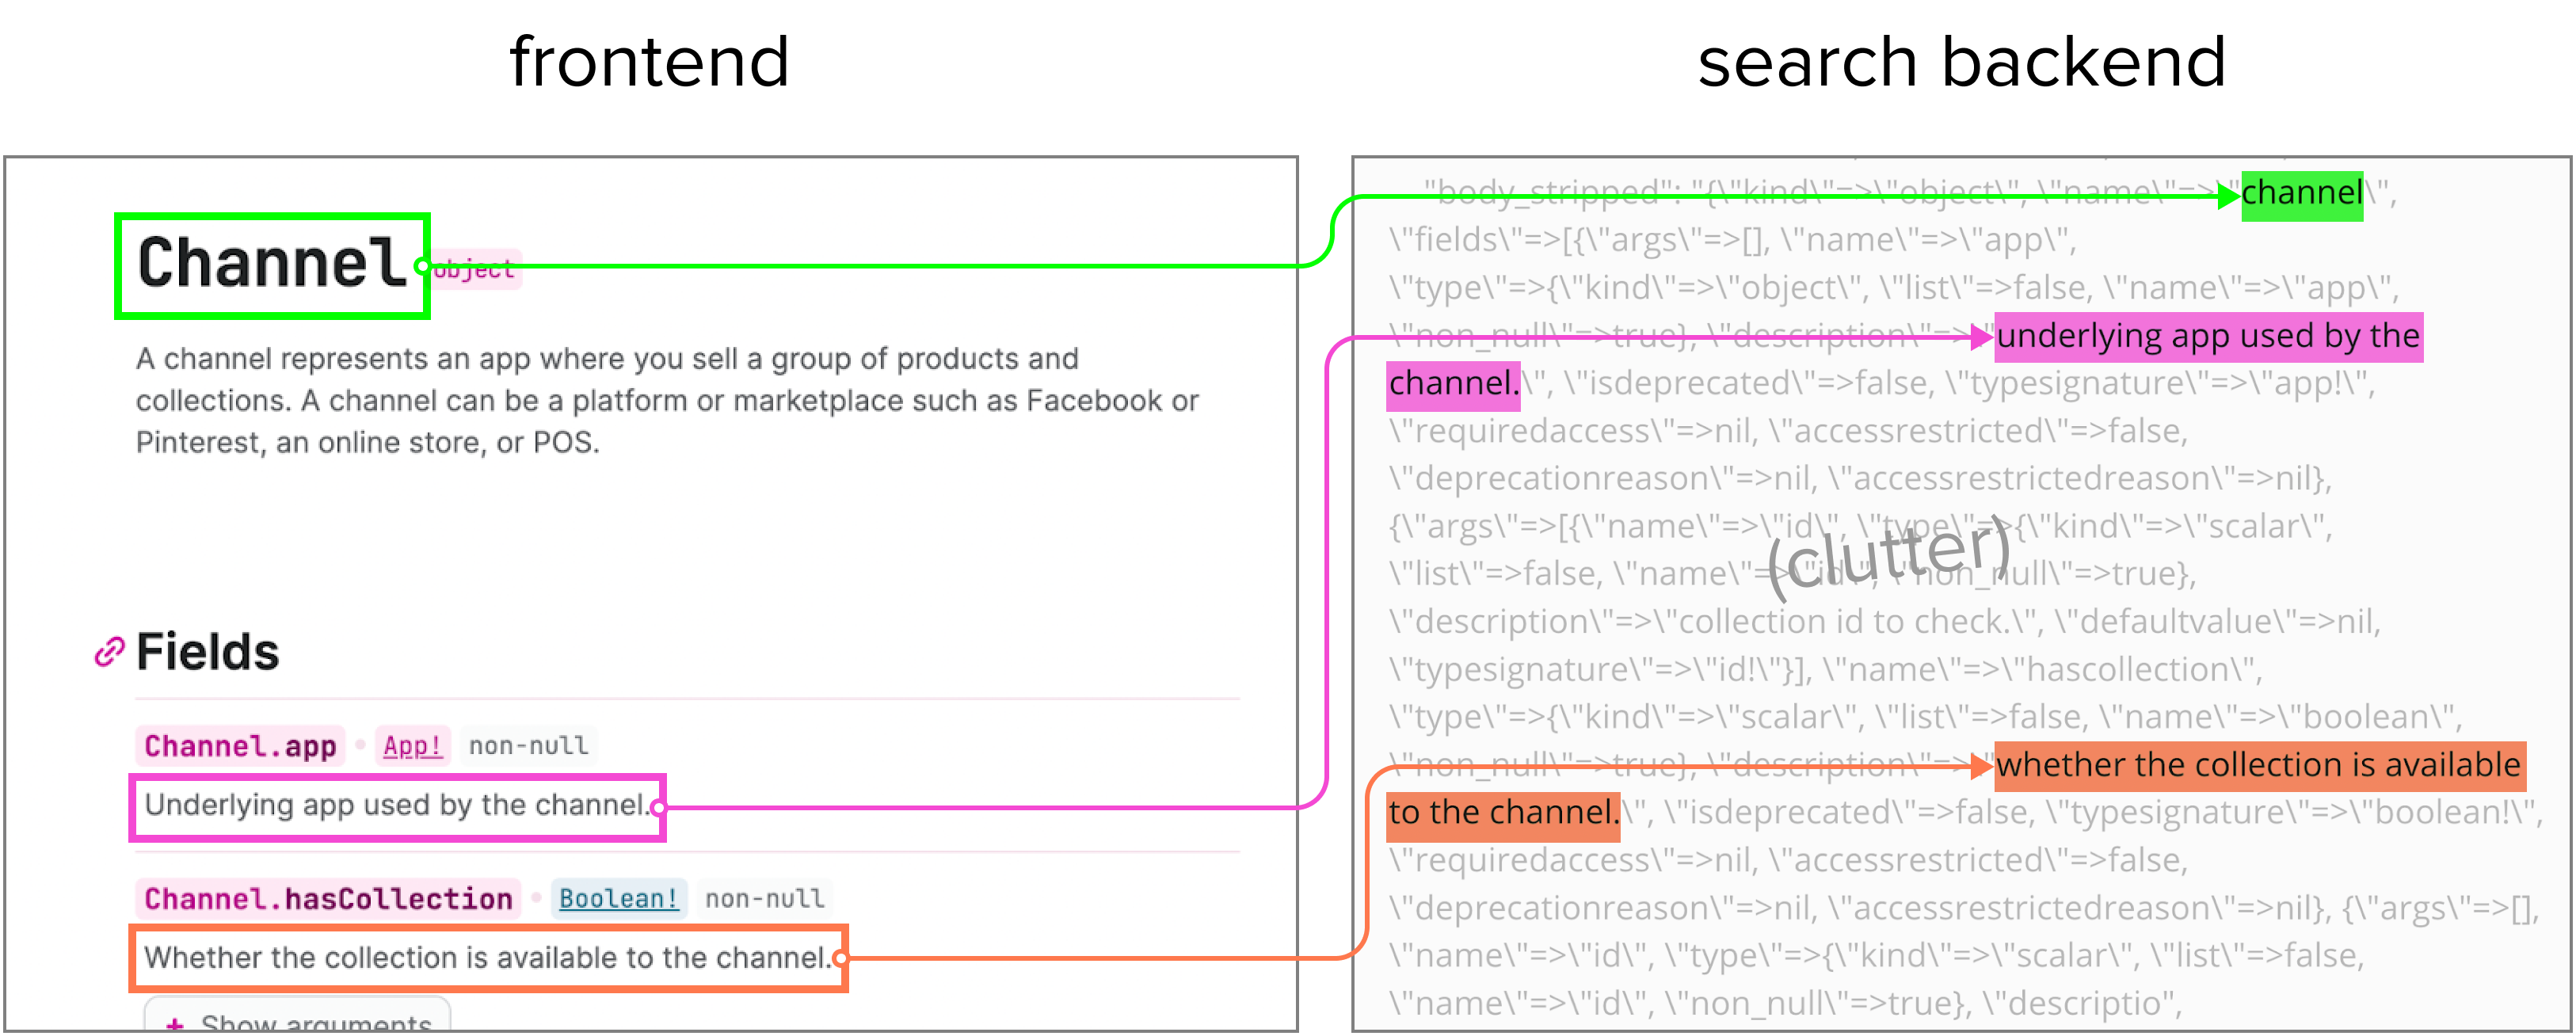 frontend
search backend
Channel object
A channel represents an app where you sell a group of products and
collections. A channel can be a platform or marketplace such as Facebook or
Pinterest, an online store, or POS.
Fields
Channel.app • App! non-null
Underlying app used by the channel.
Channel.hasCollection • Boolean! non-null
Whether the collection is available to the channel.
+ Show arguments
"body_stripped": "{\"kind\"=>\"object\", \"name\"=>\"channel\",
\"fields\"=>[{\"args\"=>[], \"name\"=>\"app\",
\"type\"=>{\"kind\"=>\"object\", \"list\"=>false, \"name\"=>\"app\",
\"non_null\"=>true}, \"description\"=>\"underlying app used by the
channel.\", \"isdeprecated\"=>false, \"typesignature\"=>\"app!\",
\"requiredaccess\"=>nil, \"accessrestricted\"=>false,
\"deprecationreason\"=>nil, \"accessrestrictedreason\"=>nil},
{\"args\"=>[{\"name\"=>\"id\", \"type\"=>{\"kind\"=>\"scalar\",
(clutter)
\"list\"=>false, \"name\"=>\"id\", \"non_null\"=>true},
\"description\"=>\"collection id to check.\", \"defaultvalue\"=>nil,
\"typesignature\"=>\"id!\"}], \"name\"=>\"hascollection\",
\"type\"=>{\"kind\"=>\"scalar\", \"list\"=>false, \"name\"=>\"boolean\",
\"non_null\"=>true}, \"description\"=>\"whether the collection is available
to the channel.\", \"isdeprecated\"=>false, \"typesignature\"=>\"boolean!\",
\"requiredaccess\"=>nil, \"accessrestricted\"=>false,
\"deprecationreason\"=>nil, \"accessrestrictedreason\"=>nil}, {\"args\"=>[],
\"name\"=>\"id\", \"type\"=>{\"kind\"=>\"scalar\", \"list\"=>false,
\"name\"=>\"id\", \"non_null\"=>true}, \"descriptio",